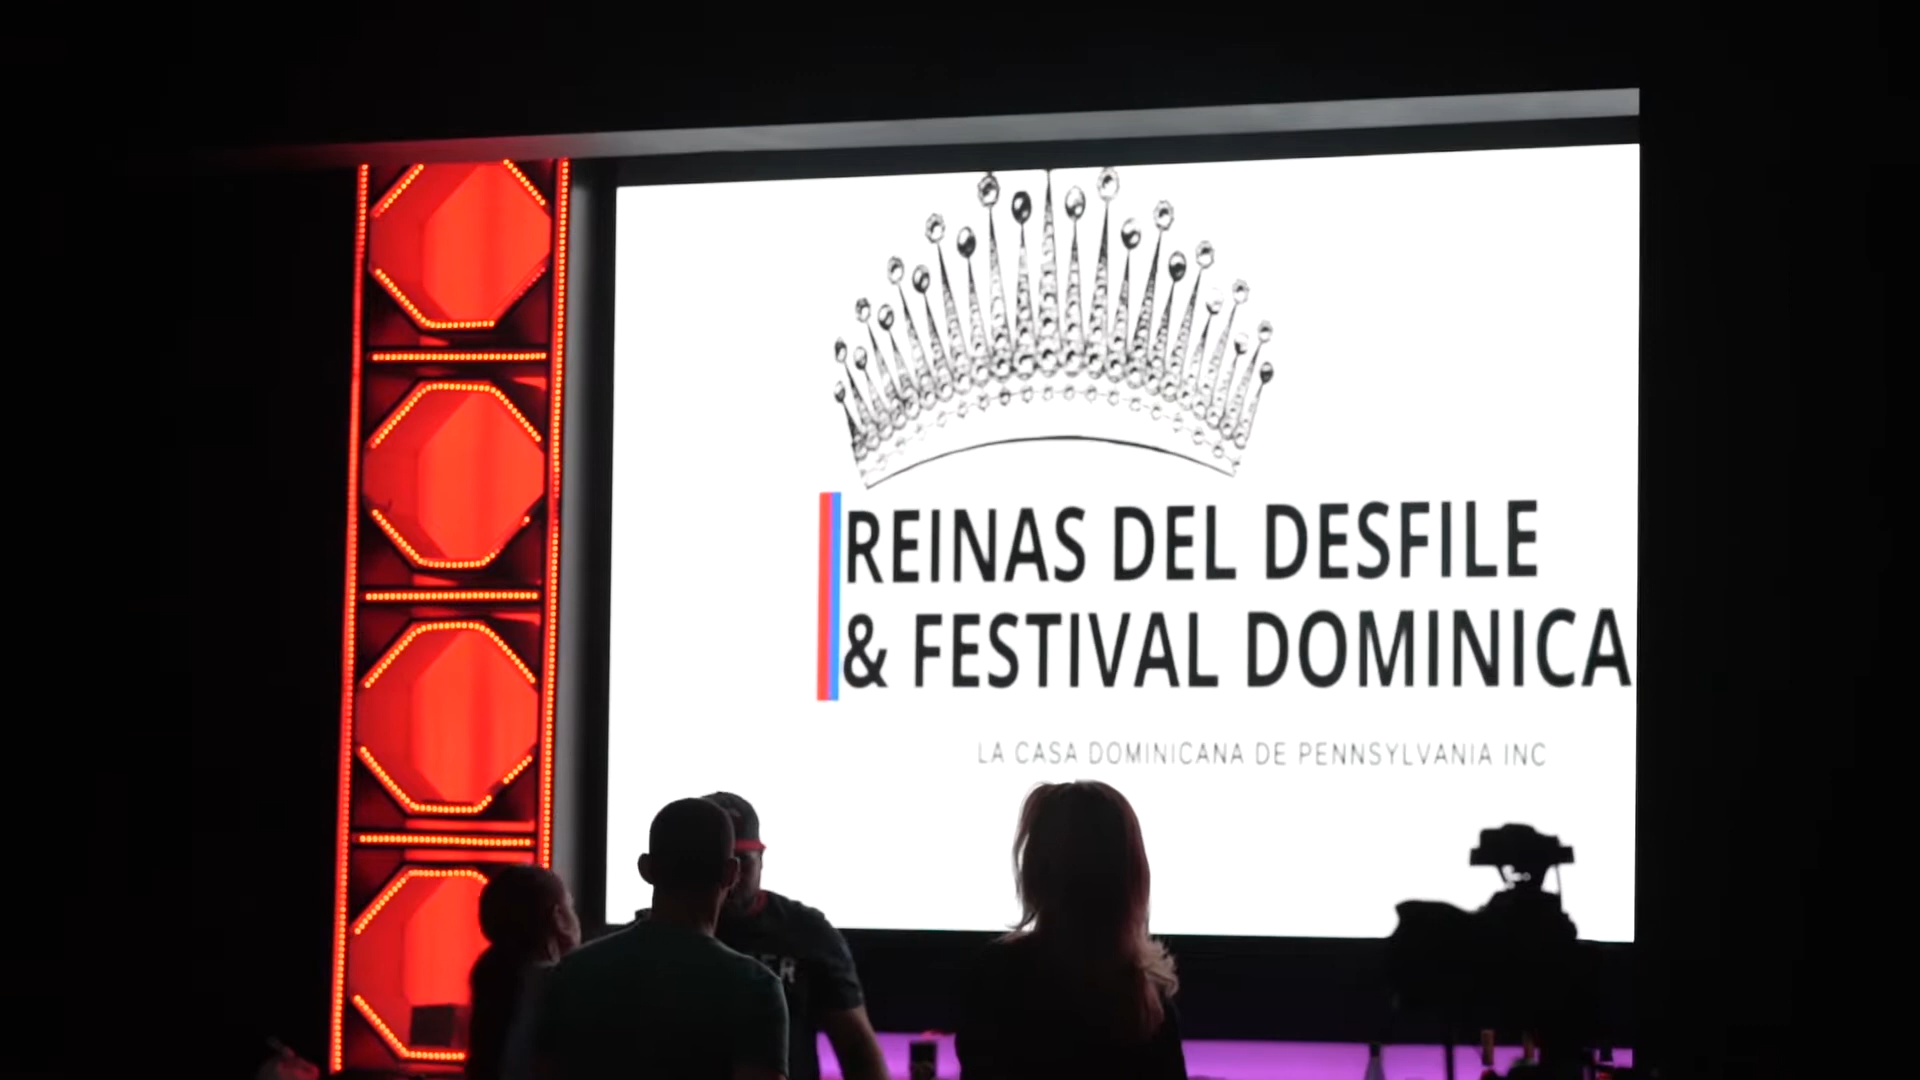 REINAS DEL DESFILE
& FESTIVAL DOMINICA
LA CASA DOMINICANA DE PENNSYLVANIA INC